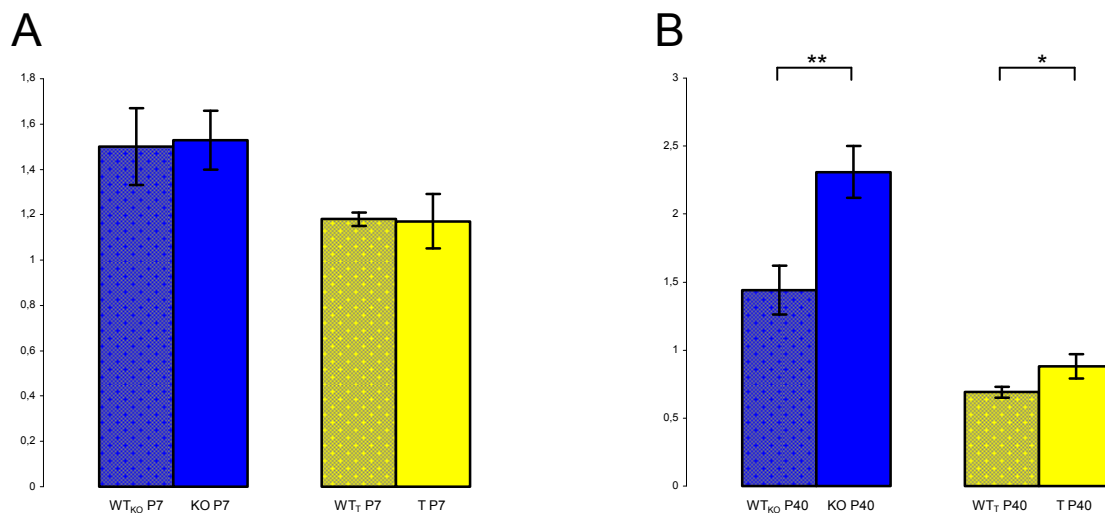 A
1,8
1,6
1,4
1,2
1
0,8
0,6
0,4
0,2
0
WTKO P7
KO P7
WTT P7
T P7
B
**
*
3
2,5
2
1,5
1
0,5
0
WTKO P40
KO P40
WTT P40
T P40